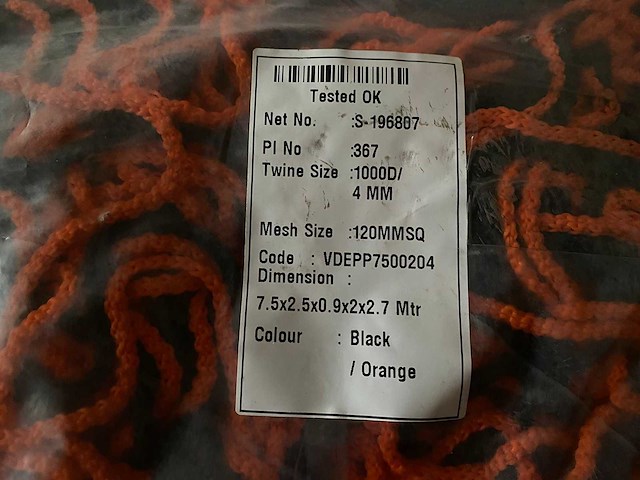 Tested OK
Net No. :S-196807
PI No :367
Twine Size :1000D/
4 MM
Mesh Size :120MMSQ
Code : VDEPP7500204
Dimension :
7.5x2.5x0.9x2x2.7 Mtr
Colour : Black
/ Orange